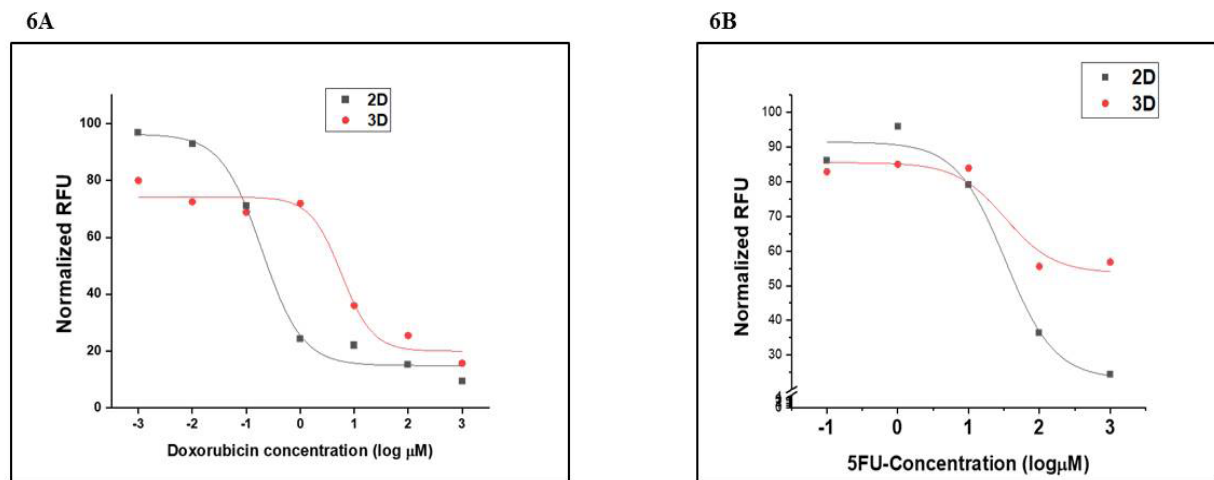 6A
6B
2D
3D
100
80
60
40
20
0
Normalized RFU
-3 -2 -1 0 1 2 3
Doxorubicin concentration (log µM)
2D
3D
100
90
80
70
60
50
40
30
4
0
Normalized RFU
-1 0 1 2 3
5FU-Concentration (logµM)